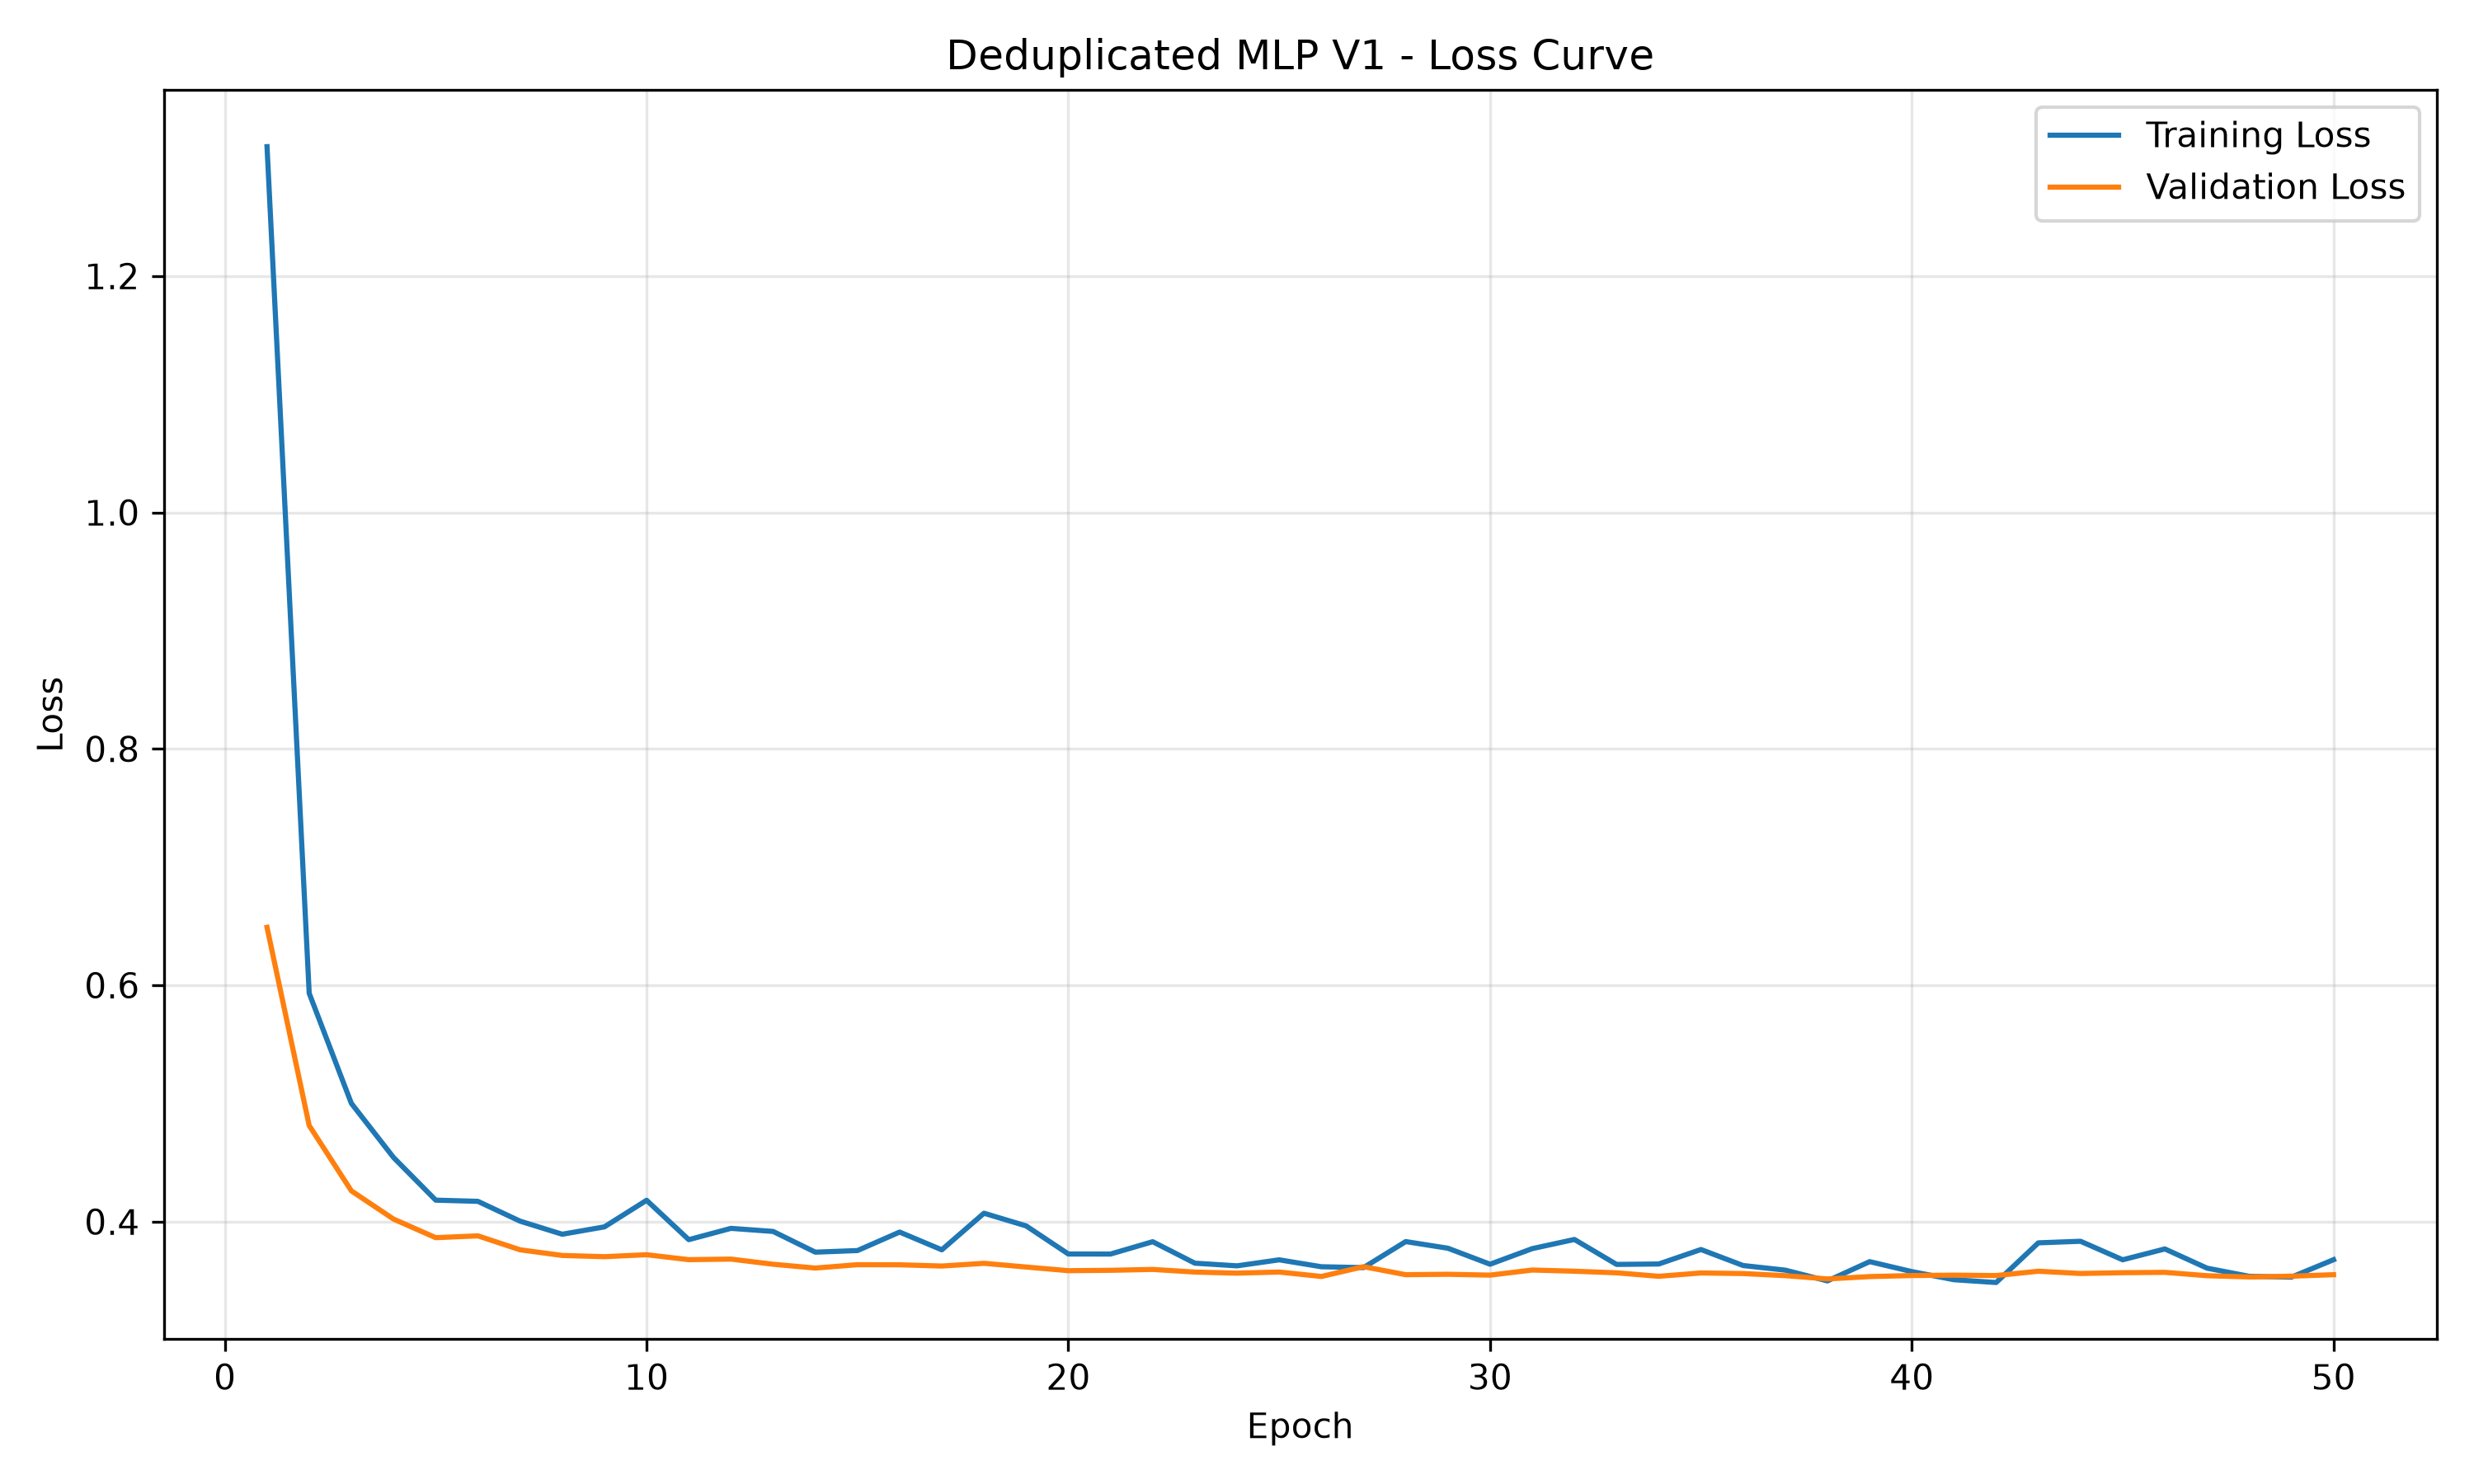 Deduplicated MLP V1 - Loss Curve
Training Loss
Validation Loss
1.2
1.0
0.8
0.6
0.4
Loss
0 10 20 30 40 50
Epoch